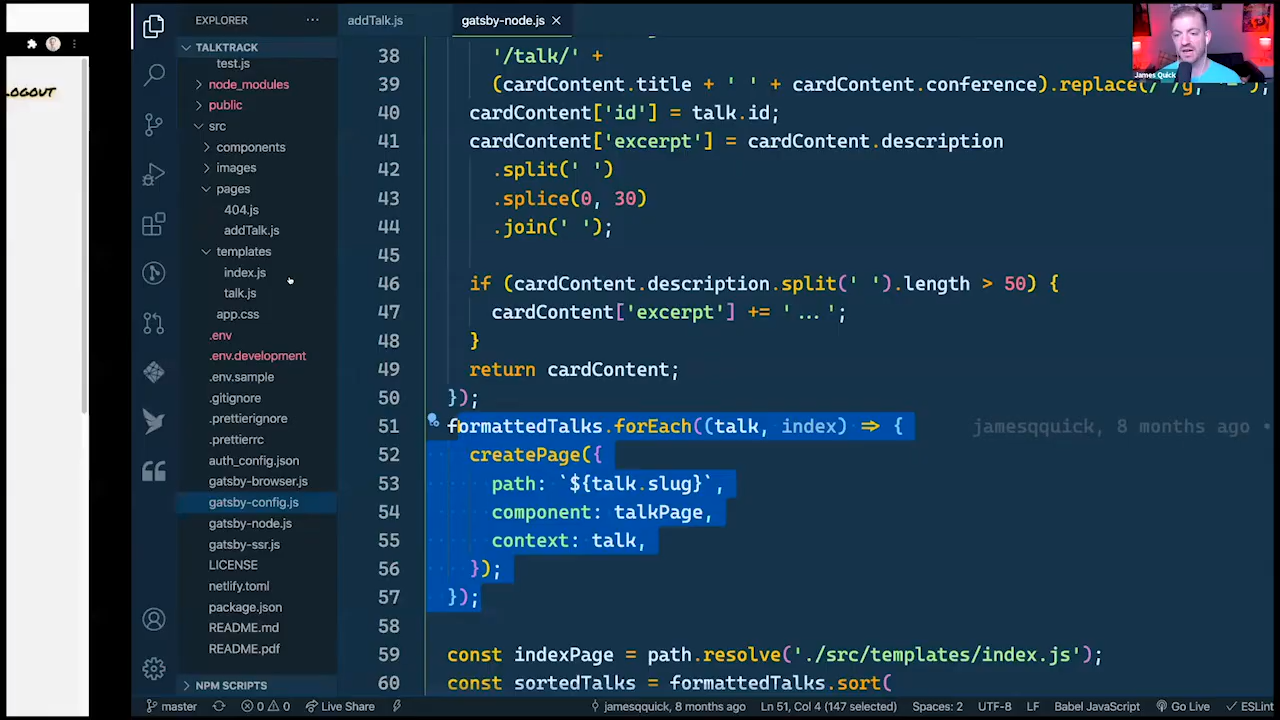 LOGOUT
EXPLORER
TALKTRACK
test.js
node_modules
public
src
components
images
pages
404.js
addTalk.js
templates
index.js
talk.js
app.css
.env
.env.development
.env.sample
.gitignore
.prettierignore
.prettierrc
auth_config.json
gatsby-browser.js
gatsby-config.js
gatsby-node.js
gatsby-ssr.js
LICENSE
netlify.toml
package.json
README.md
README.pdf
NPM SCRIPTS
addTalk.js
gatsby-node.js
38 '/talk/' +
39 (cardContent.title + ' ' + cardContent.conference).replace(/ /g,
40 cardContent['id'] = talk.id;
41 cardContent['excerpt'] = cardContent.description
42 .split(' ')
43 .splice(0, 30)
44 .join(' ');
45
46 if (cardContent.description.split(' ').length > 50) {
47 cardContent['excerpt'] += '...';
48 }
49 return cardContent;
50 });
51 formattedTalks.forEach((talk, index) => { jamesqquick, 8 months ago •
52 createPage({
53 path: `${talk.slug}`,
54 component: talkPage,
55 context: talk,
56 });
57 });
58
59 const indexPage = path.resolve('./src/templates/index.js');
60 const sortedTalks = formattedTalks.sort(
James Quick
master 0 0 Live Share jamesqquick, 8 months ago Ln 51, Col 4 (147 selected) Spaces: 2 UTF-8 LF Babel JavaScript Go Live ESLint